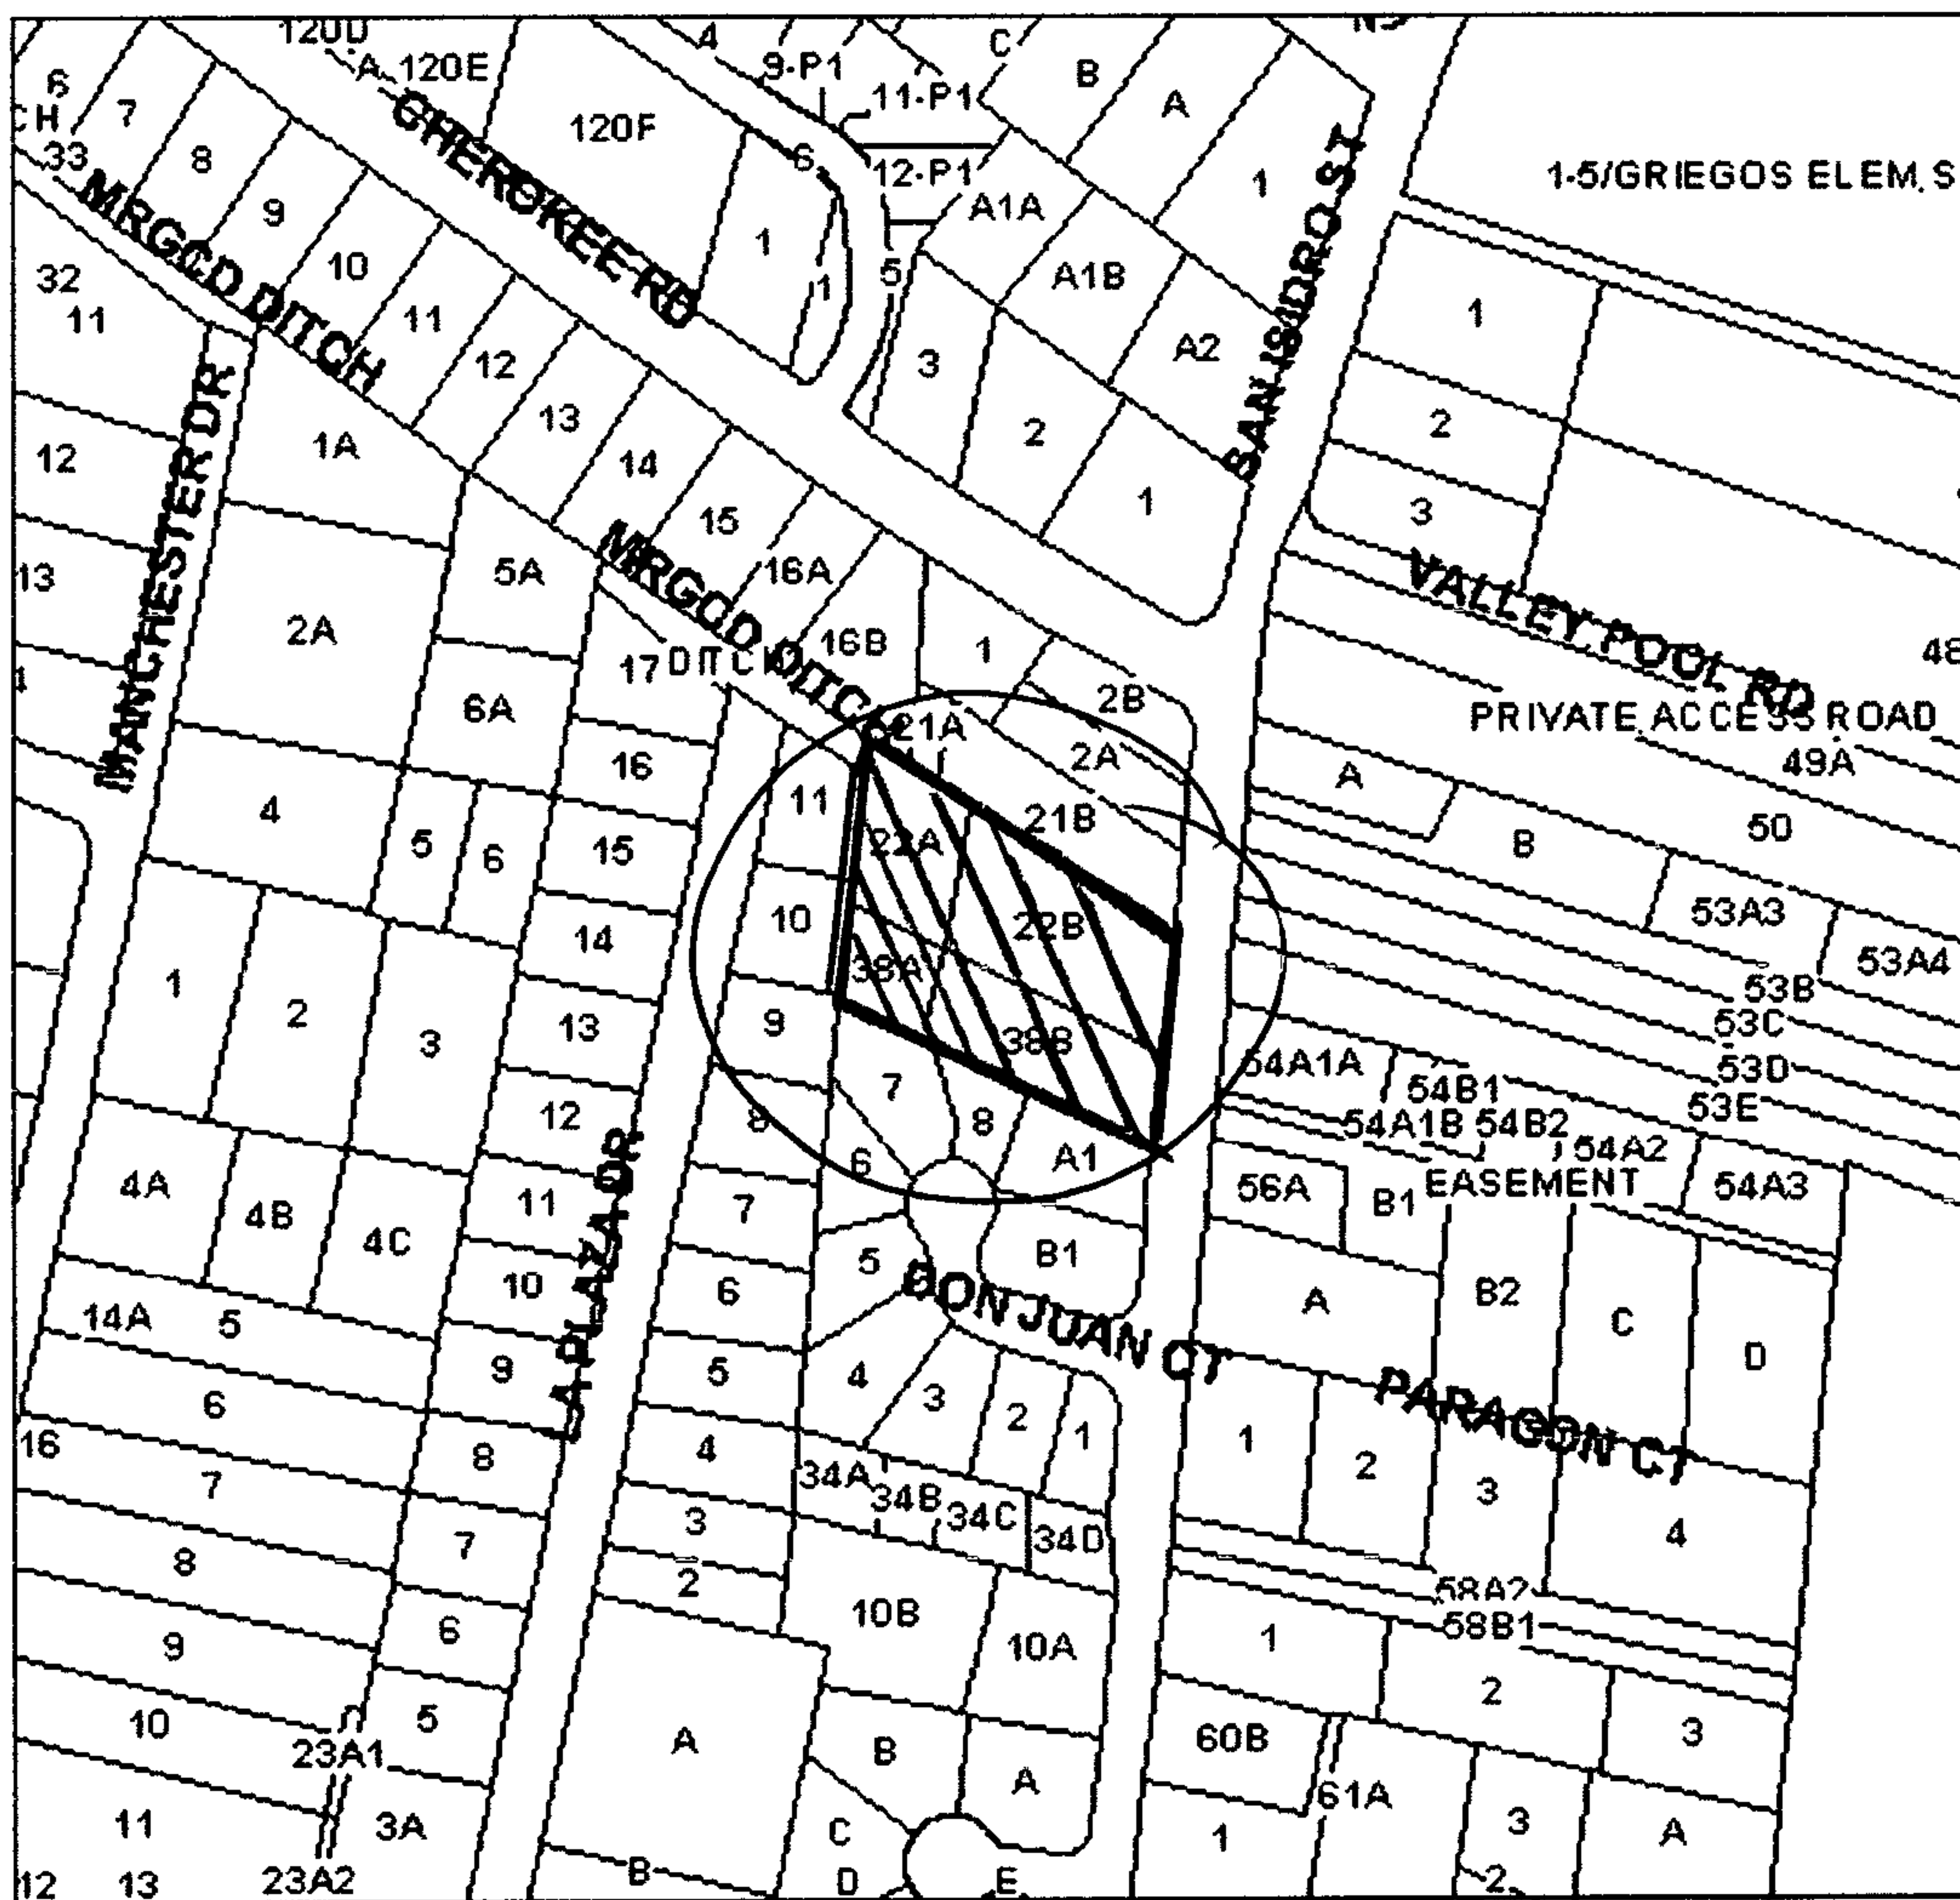 120D
A 120E
4
9-P1
C
B
A
6
7
8
33
MRGCD DITCH
CHEROKEE RD
120F
11-P1
12-P1
6
1
1
5
A1A
1
SAN ISIDRO ST
1-5/GRIEGOS ELEM. S
9
10
32
11
11
12
A1B
A2
3
2
1
1
2
3
MANCHESTER DR
12
1A
13
14
15
16A
16B
13
5A
2A
MRGCD DITCH
DITCH
17
1
2B
VALLEY POOL RD
48
PRIVATE ACCESS ROAD
49A
6A
16
21A
2A
A
4
5
6
15
11
22A
21B
B
50
14
10
22B
53A3
53A4
1
2
3
13
9
38A
38B
53B
53C
53D
53E
54A1A
54B1
54A1B 54B2
54A2
12
8
7
8
A1
6
4A
4B
4C
11
LA PLAZA DR
7
56A
B1
EASEMENT
54A3
5
B1
DON JUAN CT
10
6
A
B2
C
D
14A
5
9
5
4
3
2
1
PARAGON CT
6
16
7
8
4
34A
34B
34C
34D
1
2
3
4
8
7
3
2
10B
10A
58A2
58B1
9
6
1
2
3
10
23A1
5
A
B
A
60B
61A
11
3A
C
1
3
A
12
13
23A2
B
D
E
2